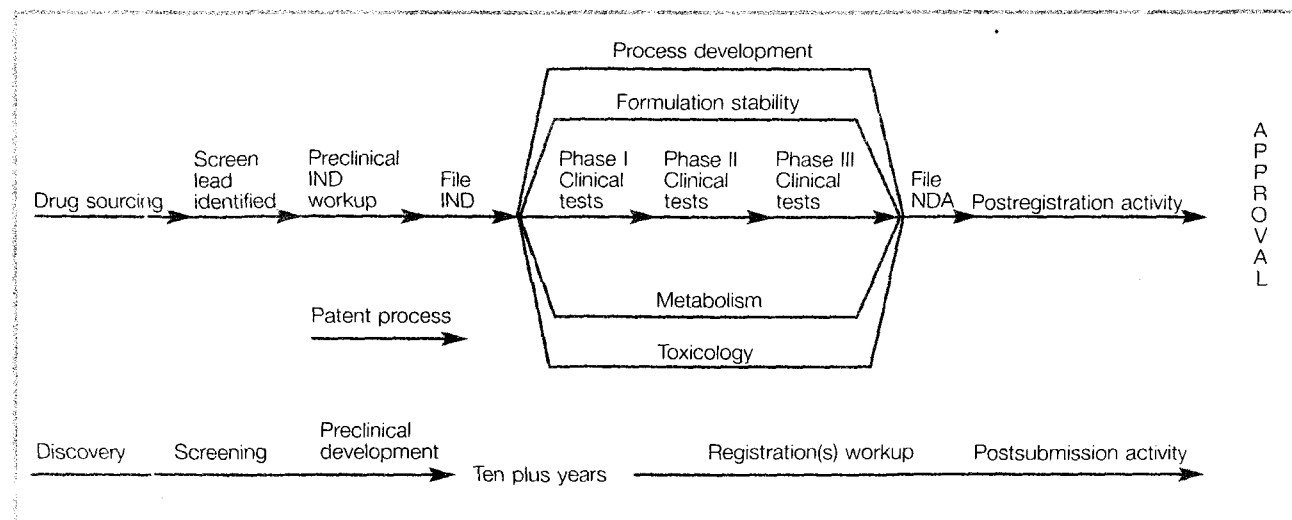 Process development
Formulation stability
Screen
lead
identified
Preclinical
IND
workup
File
IND
Phase I
Clinical
tests
Phase II
Clinical
tests
Phase III
Clinical
tests
File
NDA
Drug sourcing
Postregistration activity
APPROVAL
Metabolism
Patent process
Toxicology
Discovery
Screening
Preclinical
development
Ten plus years
Registration(s) workup
Postsubmission activity